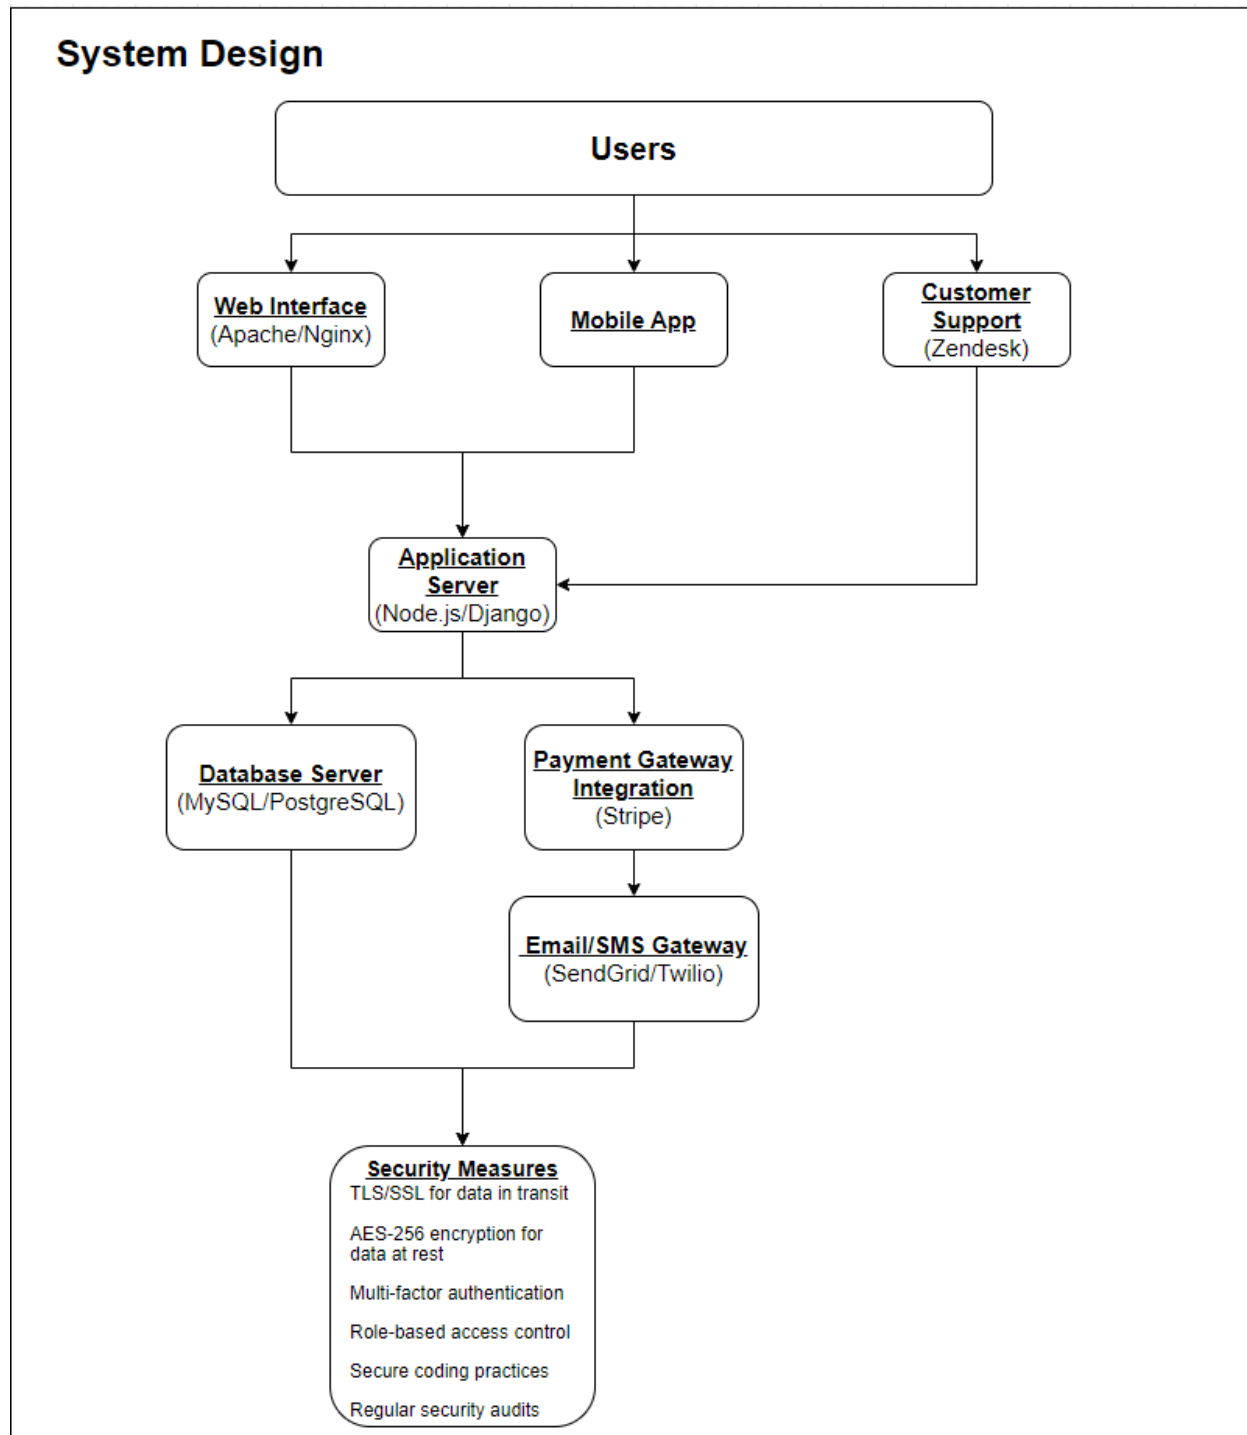 System Design
Users
Web Interface
(Apache/Nginx)
Mobile App
Customer
Support
(Zendesk)
Application
Server
(Node.js/Django)
Database Server
(MySQL/PostgreSQL)
Payment Gateway
Integration
(Stripe)
Email/SMS Gateway
(SendGrid/Twilio)
Security Measures
TLS/SSL for data in transit
AES-256 encryption for
data at rest
Multi-factor authentication
Role-based access control
Secure coding practices
Regular security audits